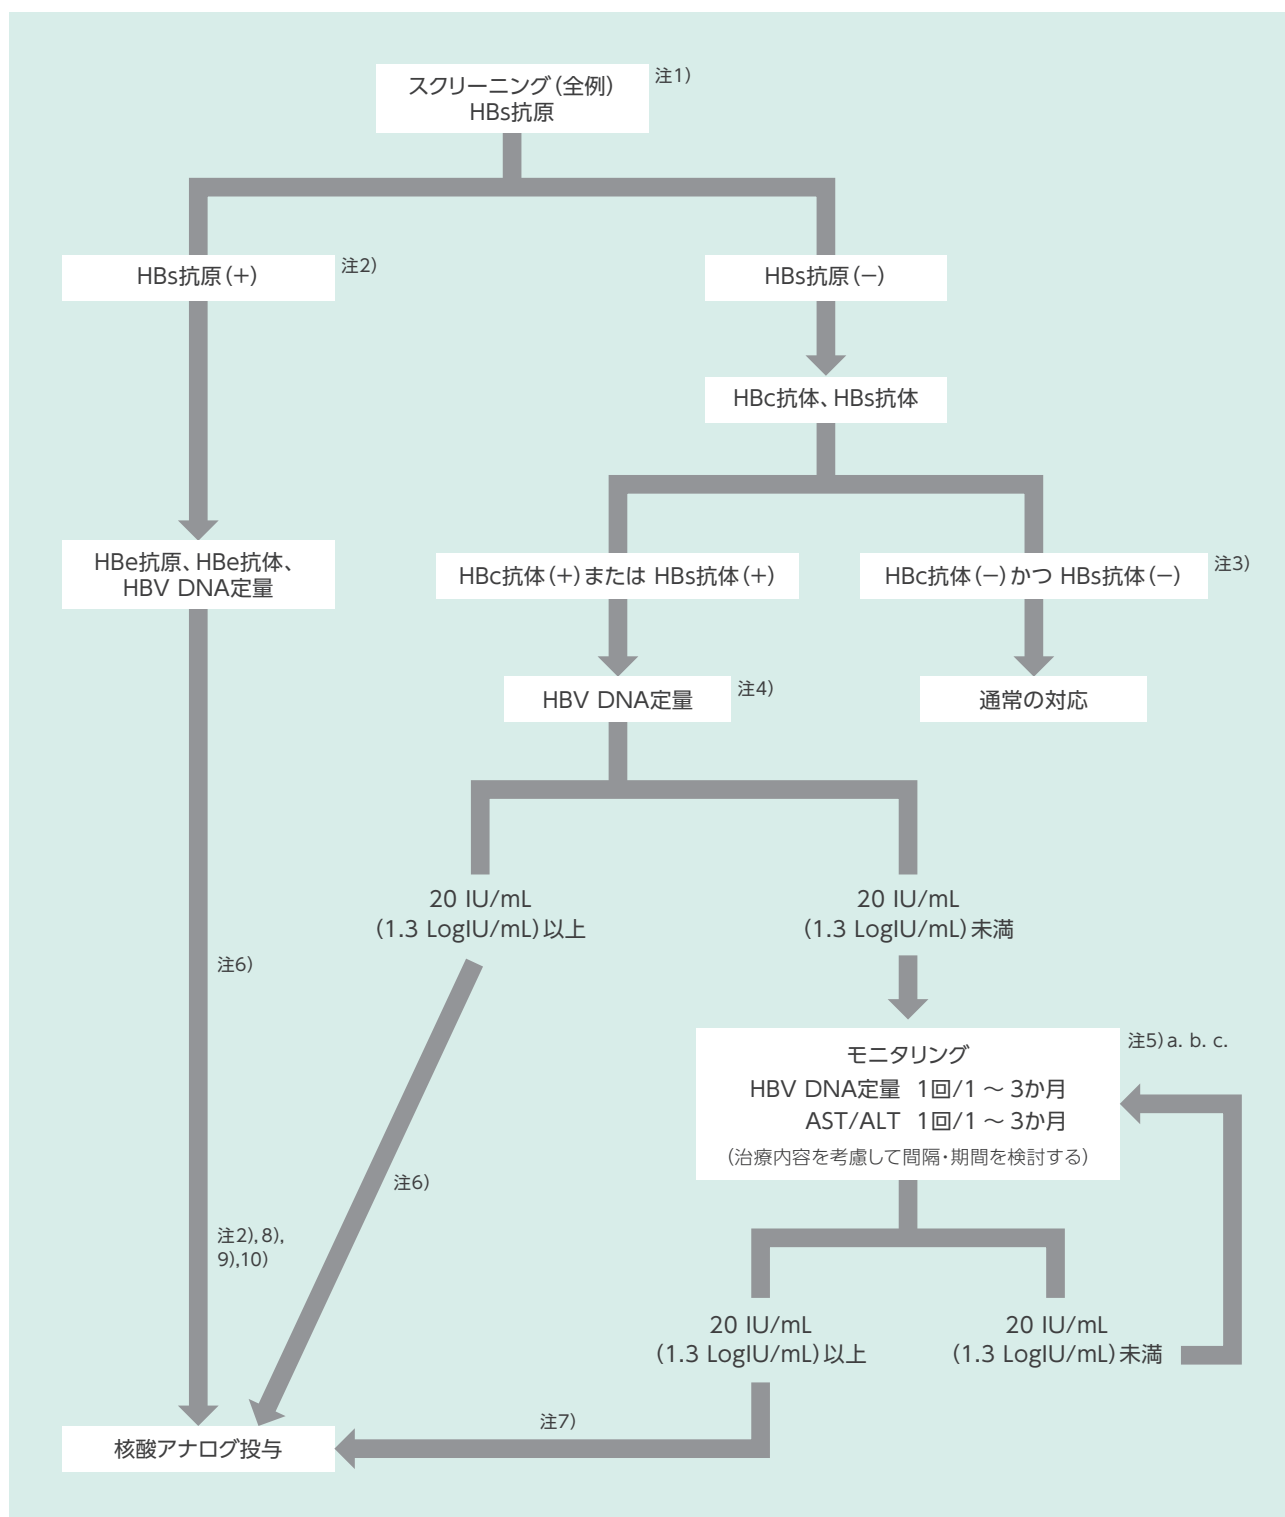 スクリーニング(全例)
HBs抗原
注1)
HBs抗原(+)
注2)
HBs抗原(−)
HBc抗体、HBs抗体
HBe抗原、HBe抗体、
HBV DNA定量
HBc抗体(+)または HBs抗体(+)
HBc抗体(−)かつ HBs抗体(−)
注3)
HBV DNA定量
注4)
通常の対応
20 IU/mL
(1.3 LogIU/mL)以上
20 IU/mL
(1.3 LogIU/mL)未満
注6)
モニタリング
HBV DNA定量 1回/1 ～ 3か月
AST/ALT 1回/1 ～ 3か月
(治療内容を考慮して間隔・期間を検討する)
注5)a. b. c.
注6)
注2),8),
9),10)
20 IU/mL
(1.3 LogIU/mL)以上
20 IU/mL
(1.3 LogIU/mL)未満
注7)
核酸アナログ投与